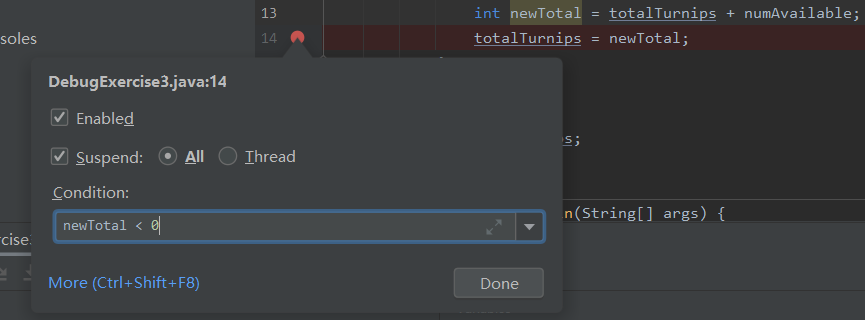 13 int newTotal = totalTurnips + numAvailable;
soles
14 totalTurnips = newTotal;
DebugExercise3.java:14
Enabled
Suspend: All Thread
Condition:
(String[] args) {
newTotal < 0
More (Ctrl+Shift+F8) Done